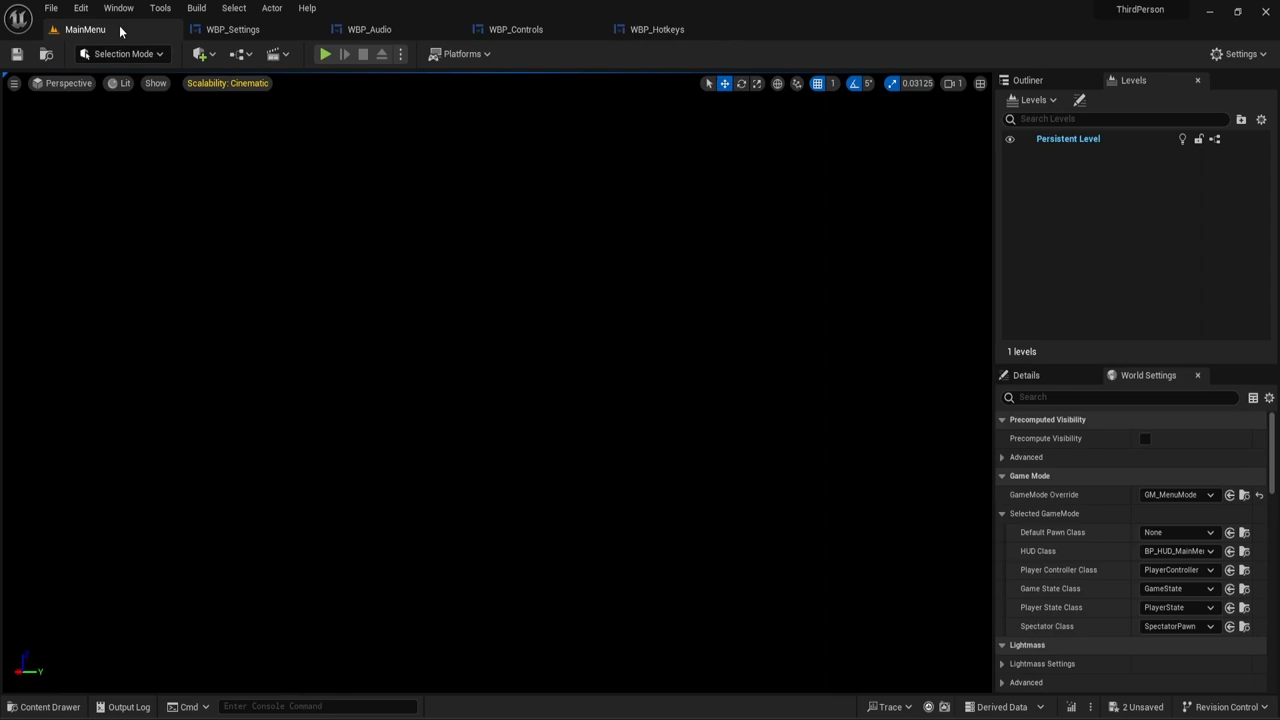 File Edit Window Tools Build Select Actor Help
ThirdPerson
MainMenu WBP_Settings WBP_Audio WBP_Controls WBP_Hotkeys
Selection Mode Platforms Settings
Perspective Lit Show Scalability: Cinematic 1 5° 0.03125 1
Outliner Levels
Levels
Search Levels
Persistent Level
1 levels
Details World Settings
Search
Precomputed Visibility
Precompute Visibility
Advanced
Game Mode
GameMode Override GM_MenuMode
Selected GameMode
Default Pawn Class None
HUD Class BP_HUD_MainMe
Player Controller Class PlayerController
Game State Class GameState
Player State Class PlayerState
Spectator Class SpectatorPawn
Lightmass
Lightmass Settings
Advanced
Y
Content Drawer Output Log Cmd Enter Console Command Trace Derived Data 2 Unsaved Revision Control